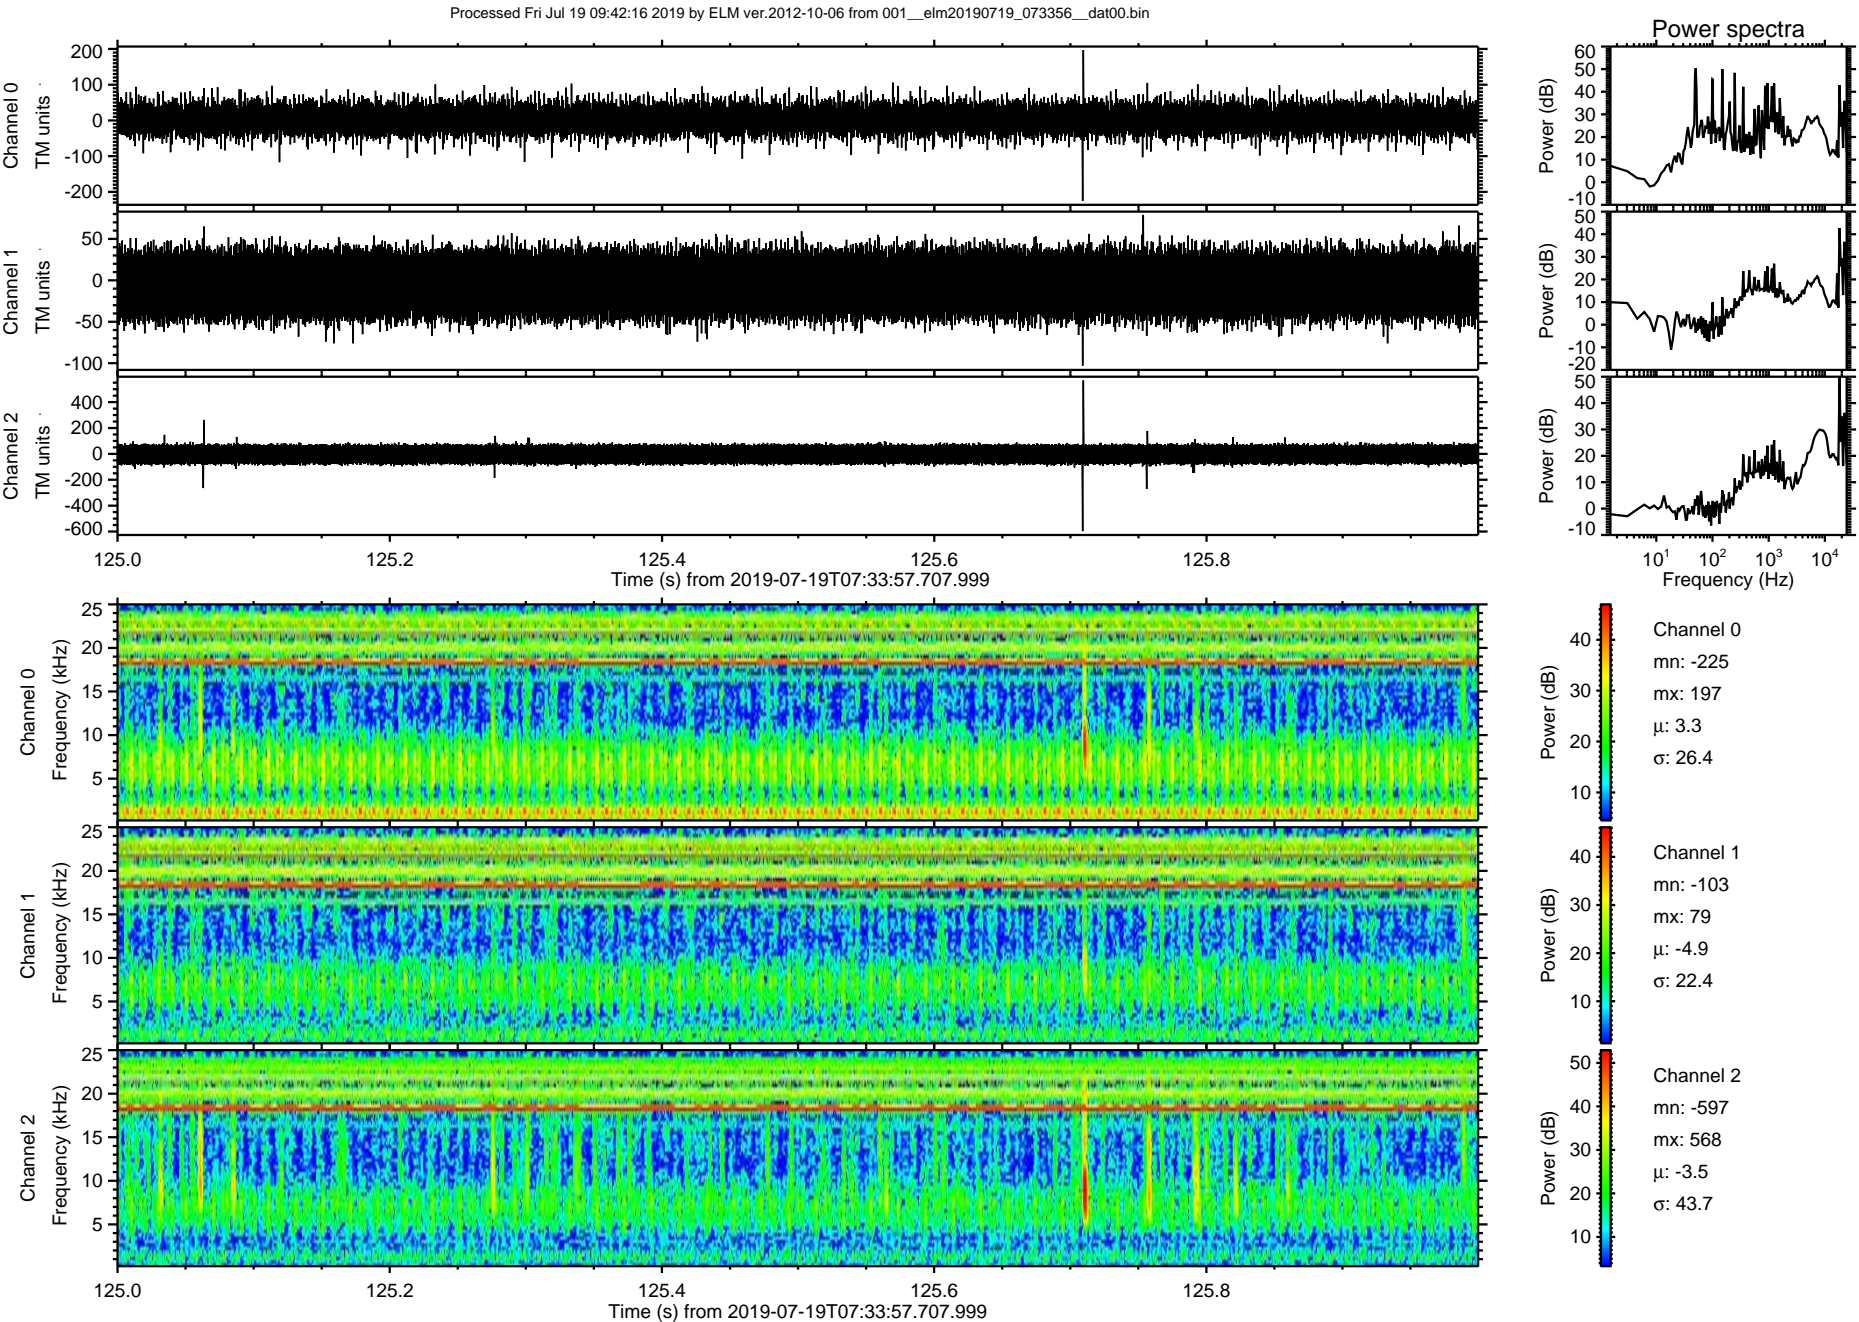 Processed Fri Jul 19 09:42:16 2019 by ELM ver.2012-10-06 from 001__elm20190719_073356__dat00.bin
Power spectra
Channel 0
TM units
200
100
0
-100
-200
Power (dB)
60
50
40
30
20
10
0
-10
Channel 1
TM units
50
0
-50
-100
Power (dB)
50
40
30
20
10
0
-10
-20
Channel 2
TM units
400
200
0
-200
-400
-600
Power (dB)
50
40
30
20
10
0
-10
125.0 125.2 125.4 125.6 125.8
Time (s) from 2019-07-19T07:33:57.707.999
10¹ 10² 10³ 10⁴
Frequency (Hz)
Channel 0
Frequency (kHz)
25
20
15
10
5
Power (dB)
40
30
20
10
Channel 0
mn: -225
mx: 197
μ: 3.3
σ: 26.4
Channel 1
Frequency (kHz)
25
20
15
10
5
Power (dB)
40
30
20
10
Channel 1
mn: -103
mx: 79
μ: -4.9
σ: 22.4
Channel 2
Frequency (kHz)
25
20
15
10
5
Power (dB)
50
40
30
20
10
Channel 2
mn: -597
mx: 568
μ: -3.5
σ: 43.7
125.0 125.2 125.4 125.6 125.8
Time (s) from 2019-07-19T07:33:57.707.999